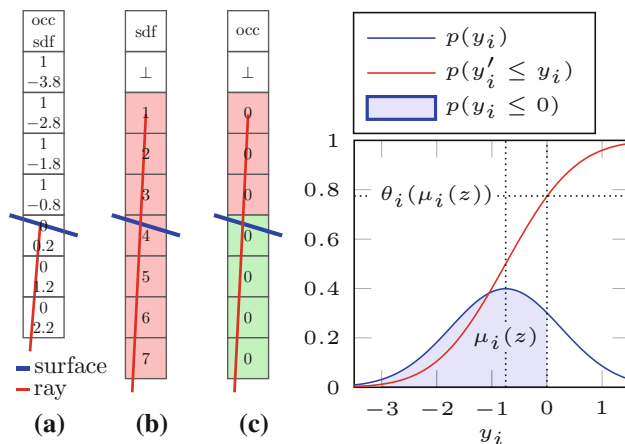 occ
sdf
1
−3.8
1
−2.8
1
−1.8
1
−0.8
0
0.2
0
1.2
0
2.2
surface
ray
(a)
sdf
⊥
1
2
3
4
5
6
7
(b)
occ
⊥
0
0
0
0
0
0
0
(c)
p(y_i)
p(y'_i ≤ y_i)
p(y_i ≤ 0)
1
0.8
0.6
0.4
0.2
0
θ_i(μ_i(z))
μ_i(z)
−3 −2 −1 0 1
y_i